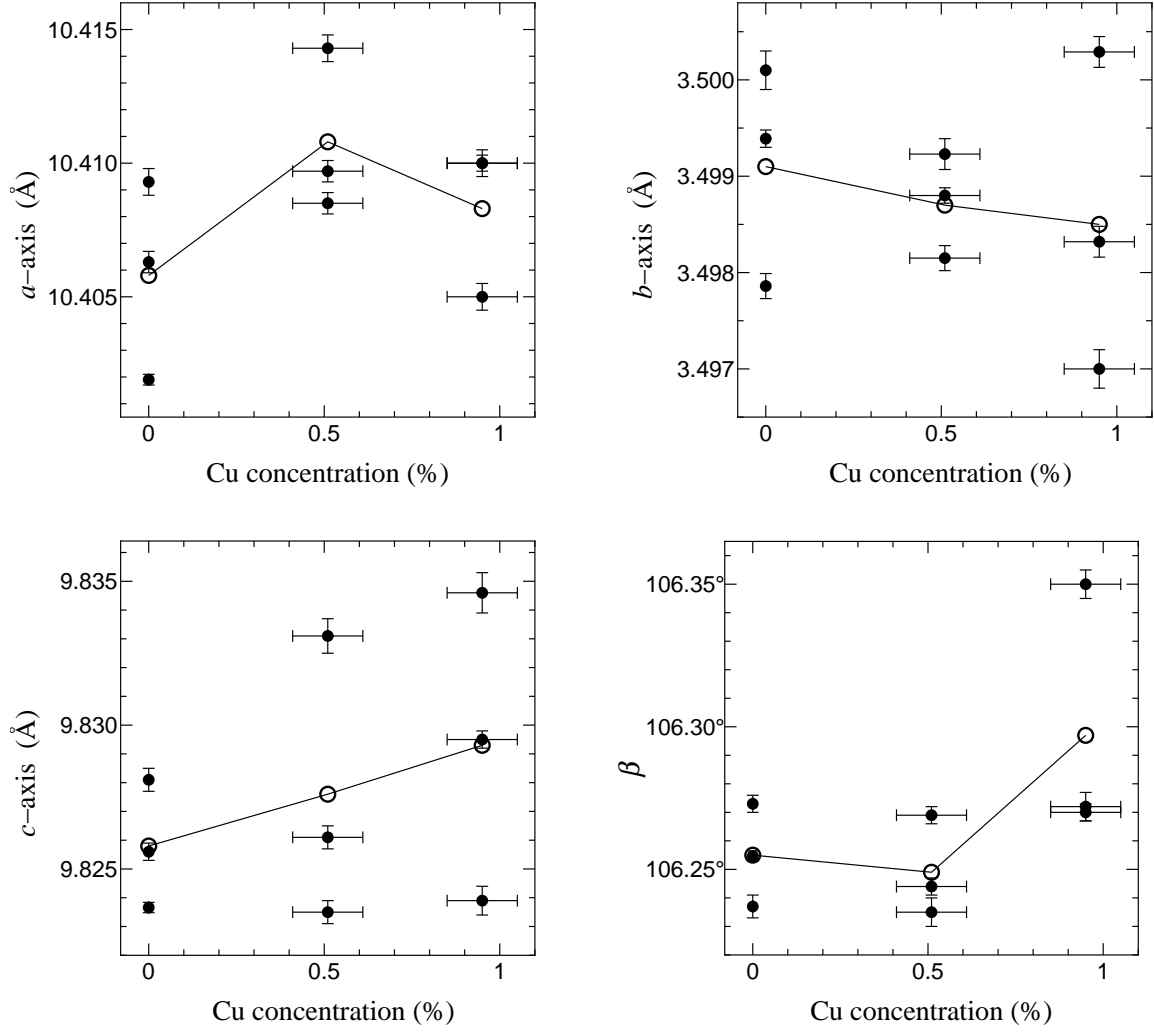 10.415
10.410
10.405
a−axis (Å)
0 0.5 1
Cu concentration (%)
3.500
3.499
3.498
3.497
b−axis (Å)
0 0.5 1
Cu concentration (%)
9.835
9.830
9.825
c−axis (Å)
0 0.5 1
Cu concentration (%)
106.35°
106.30°
106.25°
β
0 0.5 1
Cu concentration (%)